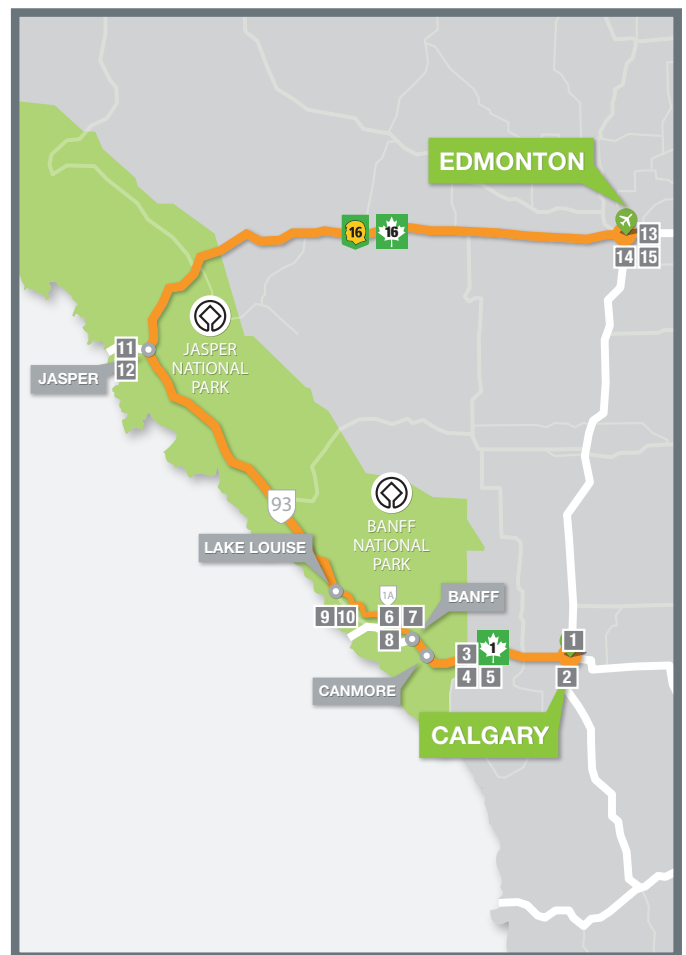 EDMONTON
16
16
13
14 15
JASPER
NATIONAL
PARK
11
12
JASPER
93
BANFF
NATIONAL
PARK
LAKE LOUISE
1A
BANFF
9 10
6 7
8
1
3
1
4 5
2
CANMORE
CALGARY